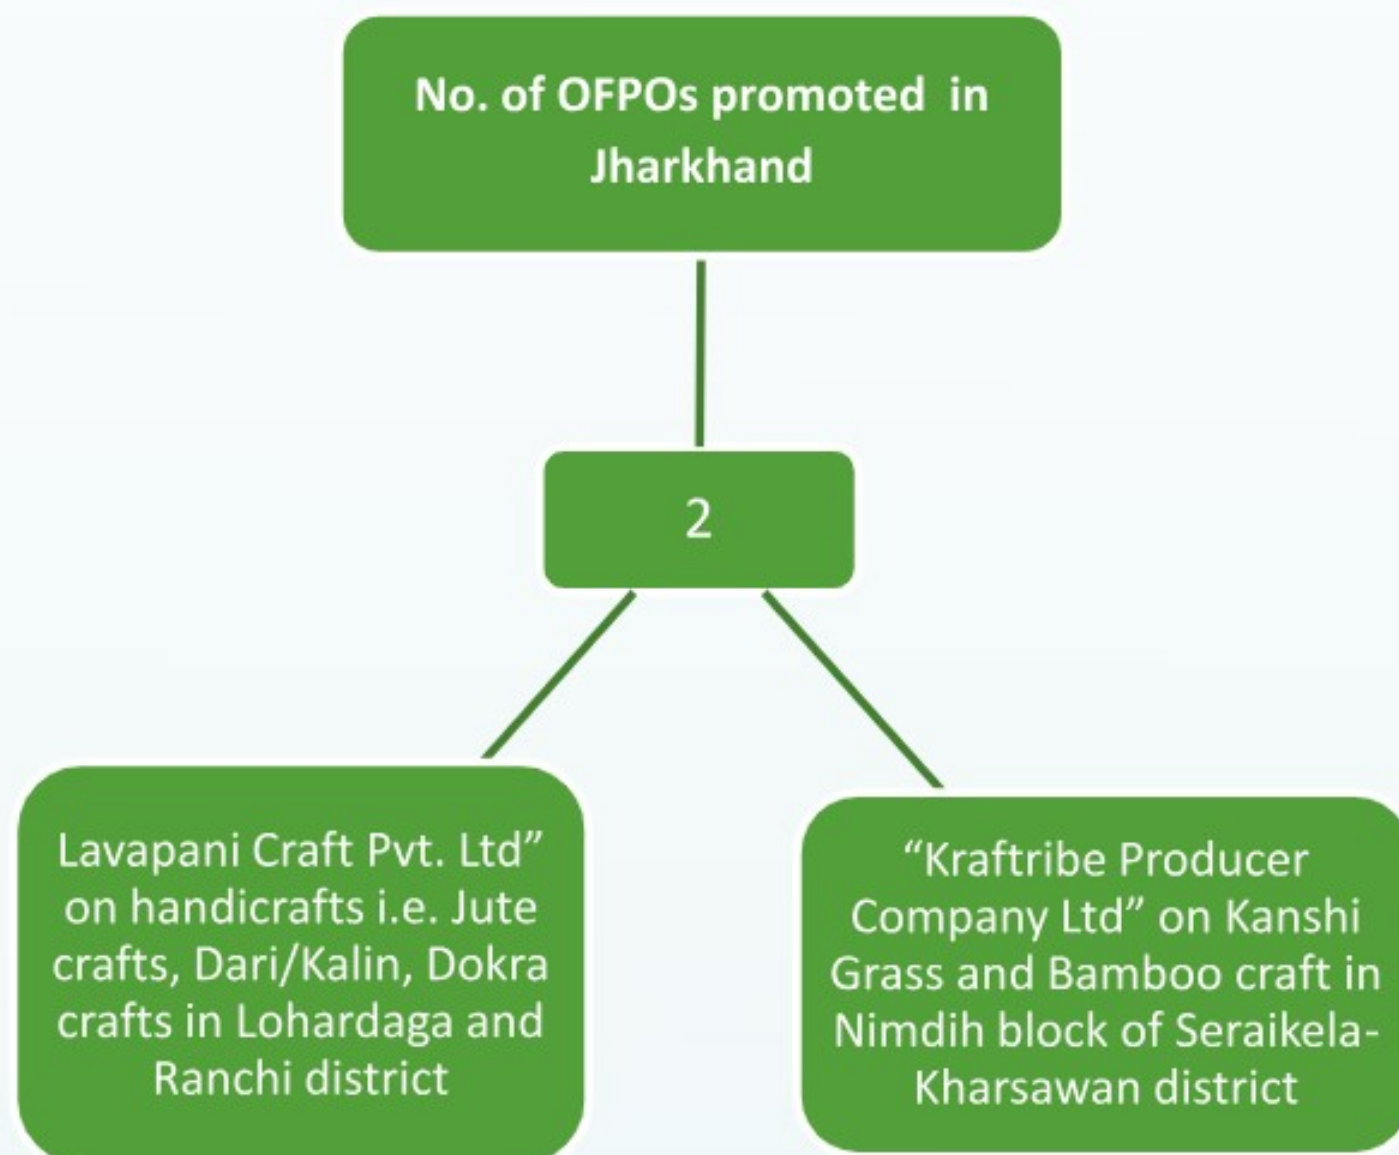 No. of OFPOs promoted in
Jharkhand
2
Lavapani Craft Pvt. Ltd”
on handicrafts i.e. Jute
crafts, Dari/Kalin, Dokra
crafts in Lohardaga and
Ranchi district
“Kraftribe Producer
Company Ltd” on Kanshi
Grass and Bamboo craft in
Nimdih block of Seraikela-
Kharsawan district